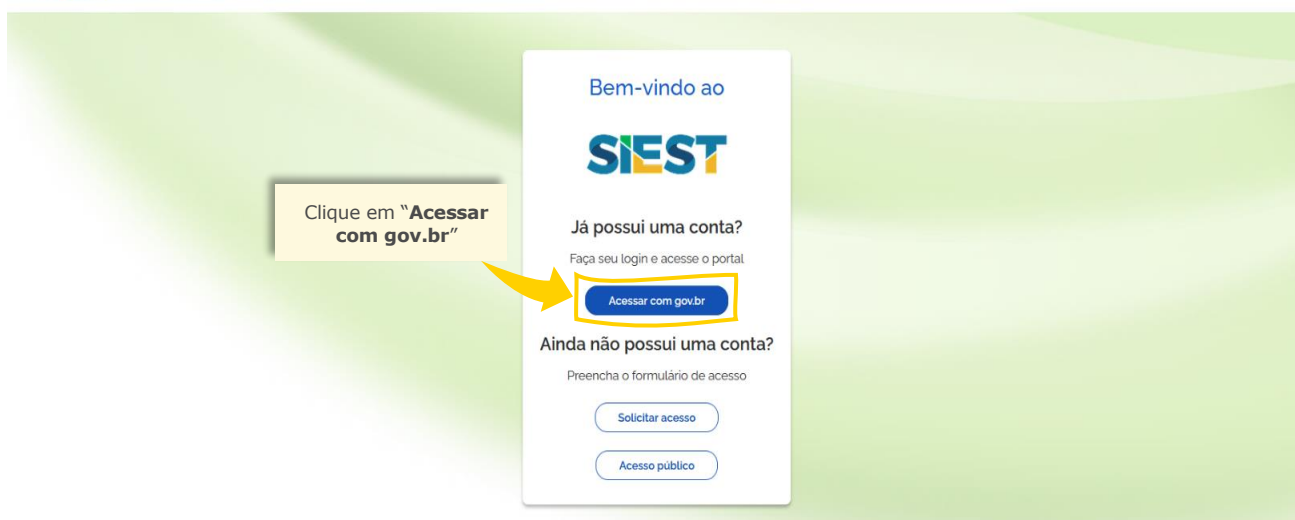 Bem-vindo ao
SIEST
Clique em “Acessar
com gov.br”
Já possui uma conta?
Faça seu login e acesse o portal
Acessar com gov.br
Ainda não possui uma conta?
Preencha o formulário de acesso
Solicitar acesso
Acesso público